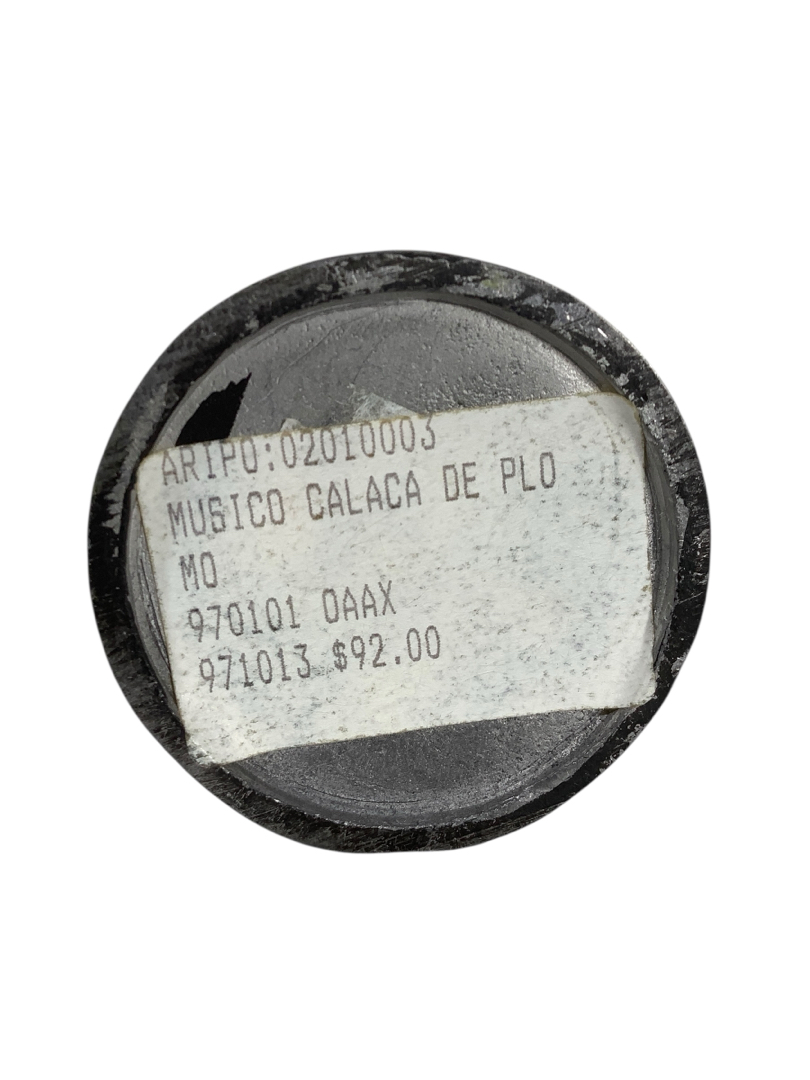 ARIPO:02010003
MUSICO CALACA DE PLO
MO
970101 OAAX
971013 $92.00